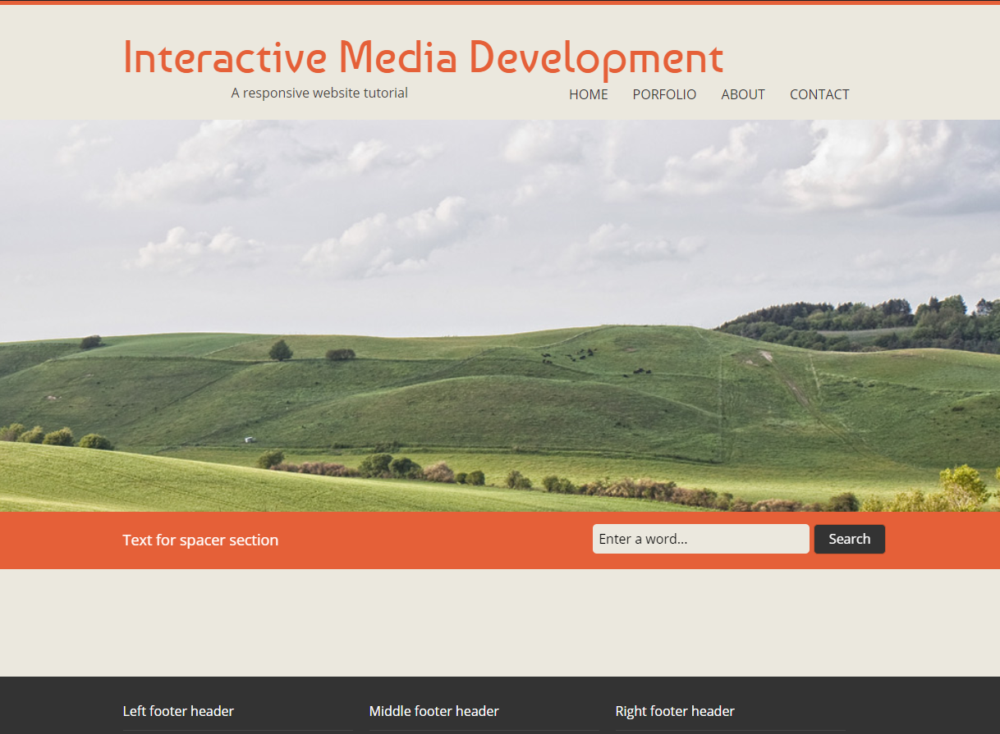 Interactive Media Development
A responsive website tutorial
HOME PORFOLIO ABOUT CONTACT
Text for spacer section
Enter a word...
Search
Left footer header
Middle footer header
Right footer header